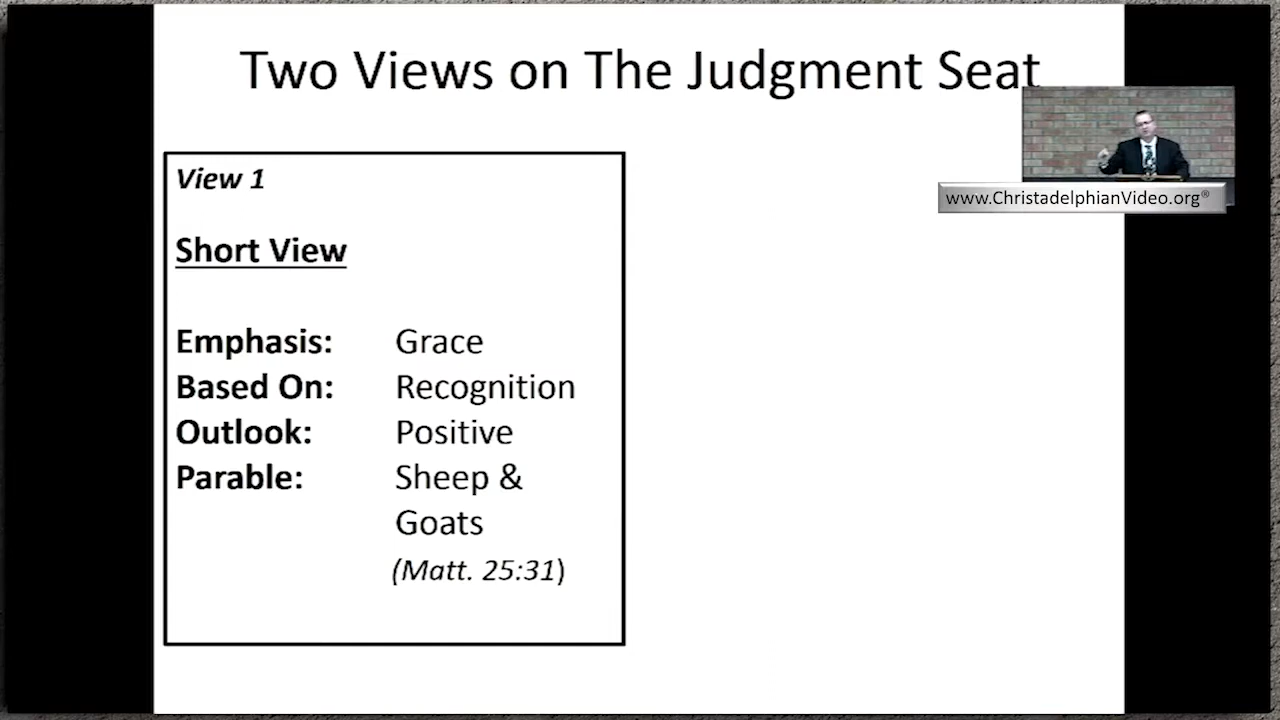 Two Views on The Judgment Seat
www.ChristadelphianVideo.org®
View 1
Short View
Emphasis: Grace
Based On: Recognition
Outlook: Positive
Parable: Sheep &
Goats
(Matt. 25:31)